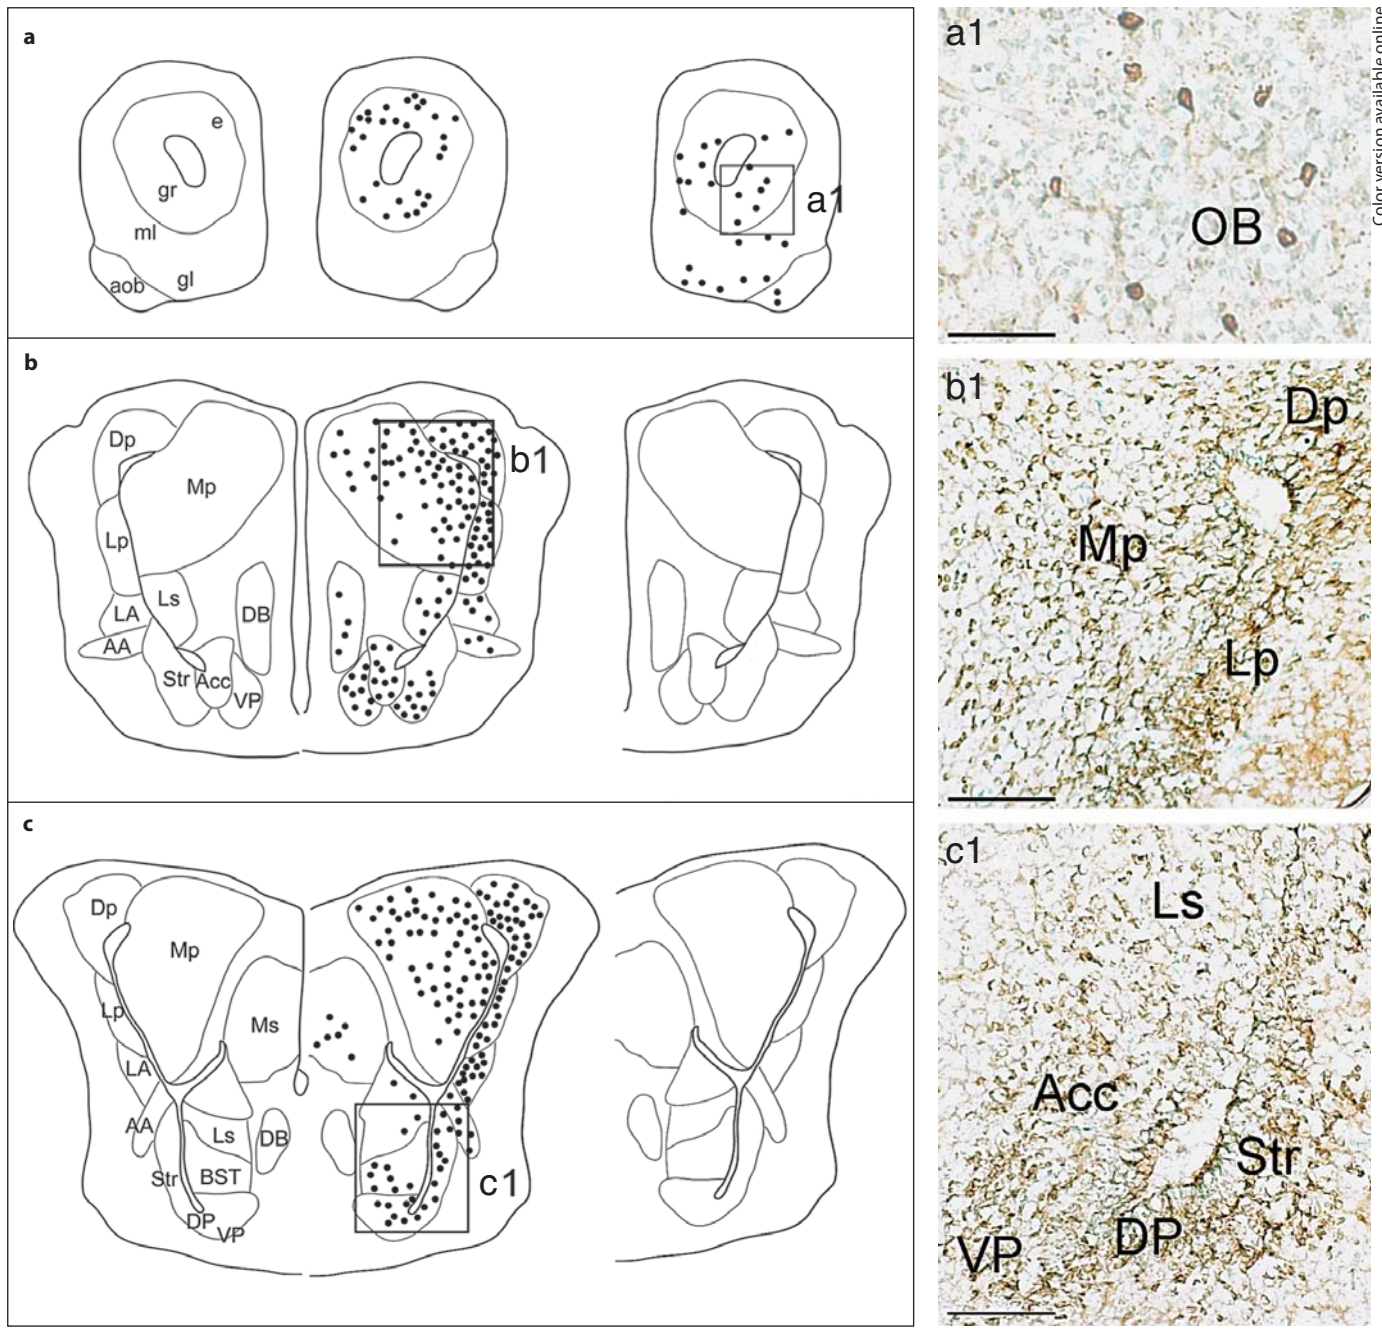 a
e
gr
ml
aob
gl
a1
a1
OB
Color version available online
b
Dp
Mp
Lp
Ls
LA
DB
AA
Str
Acc
VP
b1
b1
Dp
Mp
Lp
c
Dp
Mp
Lp
Ms
LA
AA
Ls
DB
Str
BST
DP
VP
c1
c1
Ls
Acc
Str
DP
VP